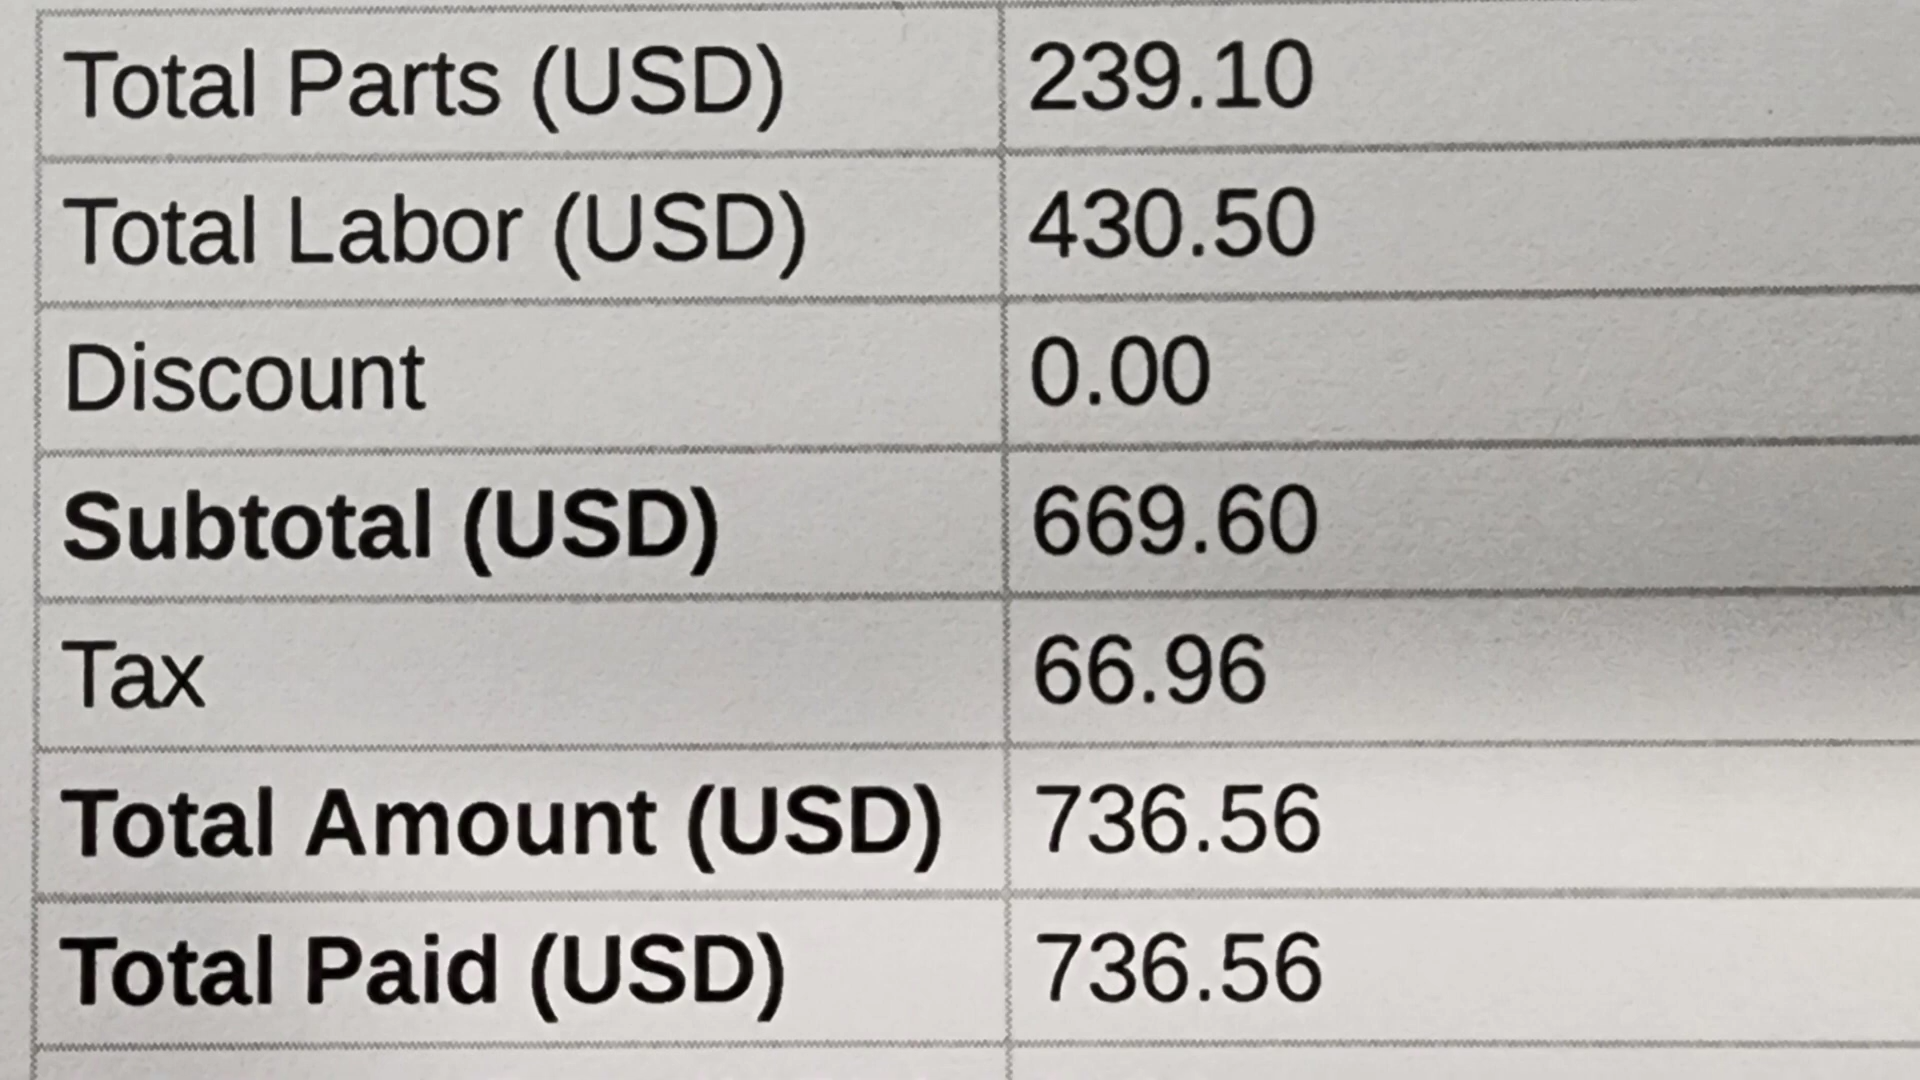 Total Parts (USD) 239.10
Total Labor (USD) 430.50
Discount 0.00
Subtotal (USD) 669.60
Tax 66.96
Total Amount (USD) 736.56
Total Paid (USD) 736.56